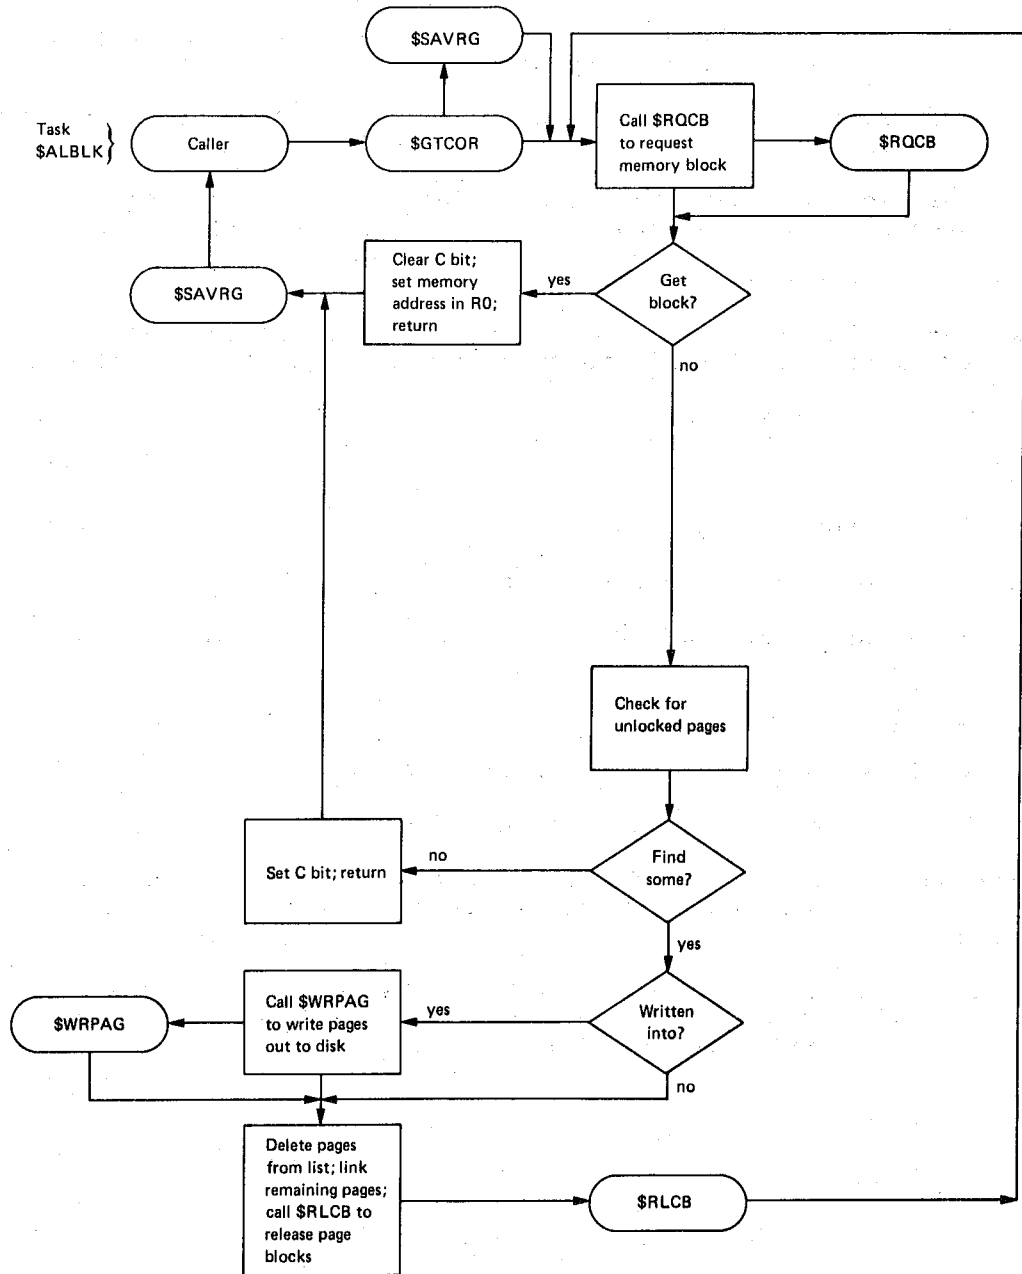 $SAVRG
Task
$ALBLK
Caller
$GTCOR
Call $RQCB
to request
memory block
$RQCB
Clear C bit;
set memory
address in R0;
return
$SAVRG
yes
Get
block?
no
Check for
unlocked pages
Set C bit; return
no
Find
some?
yes
$WRPAG
Call $WRPAG
to write pages
out to disk
yes
Written
into?
no
Delete pages
from list; link
remaining pages;
call $RLCB to
release page
blocks
$RLCB